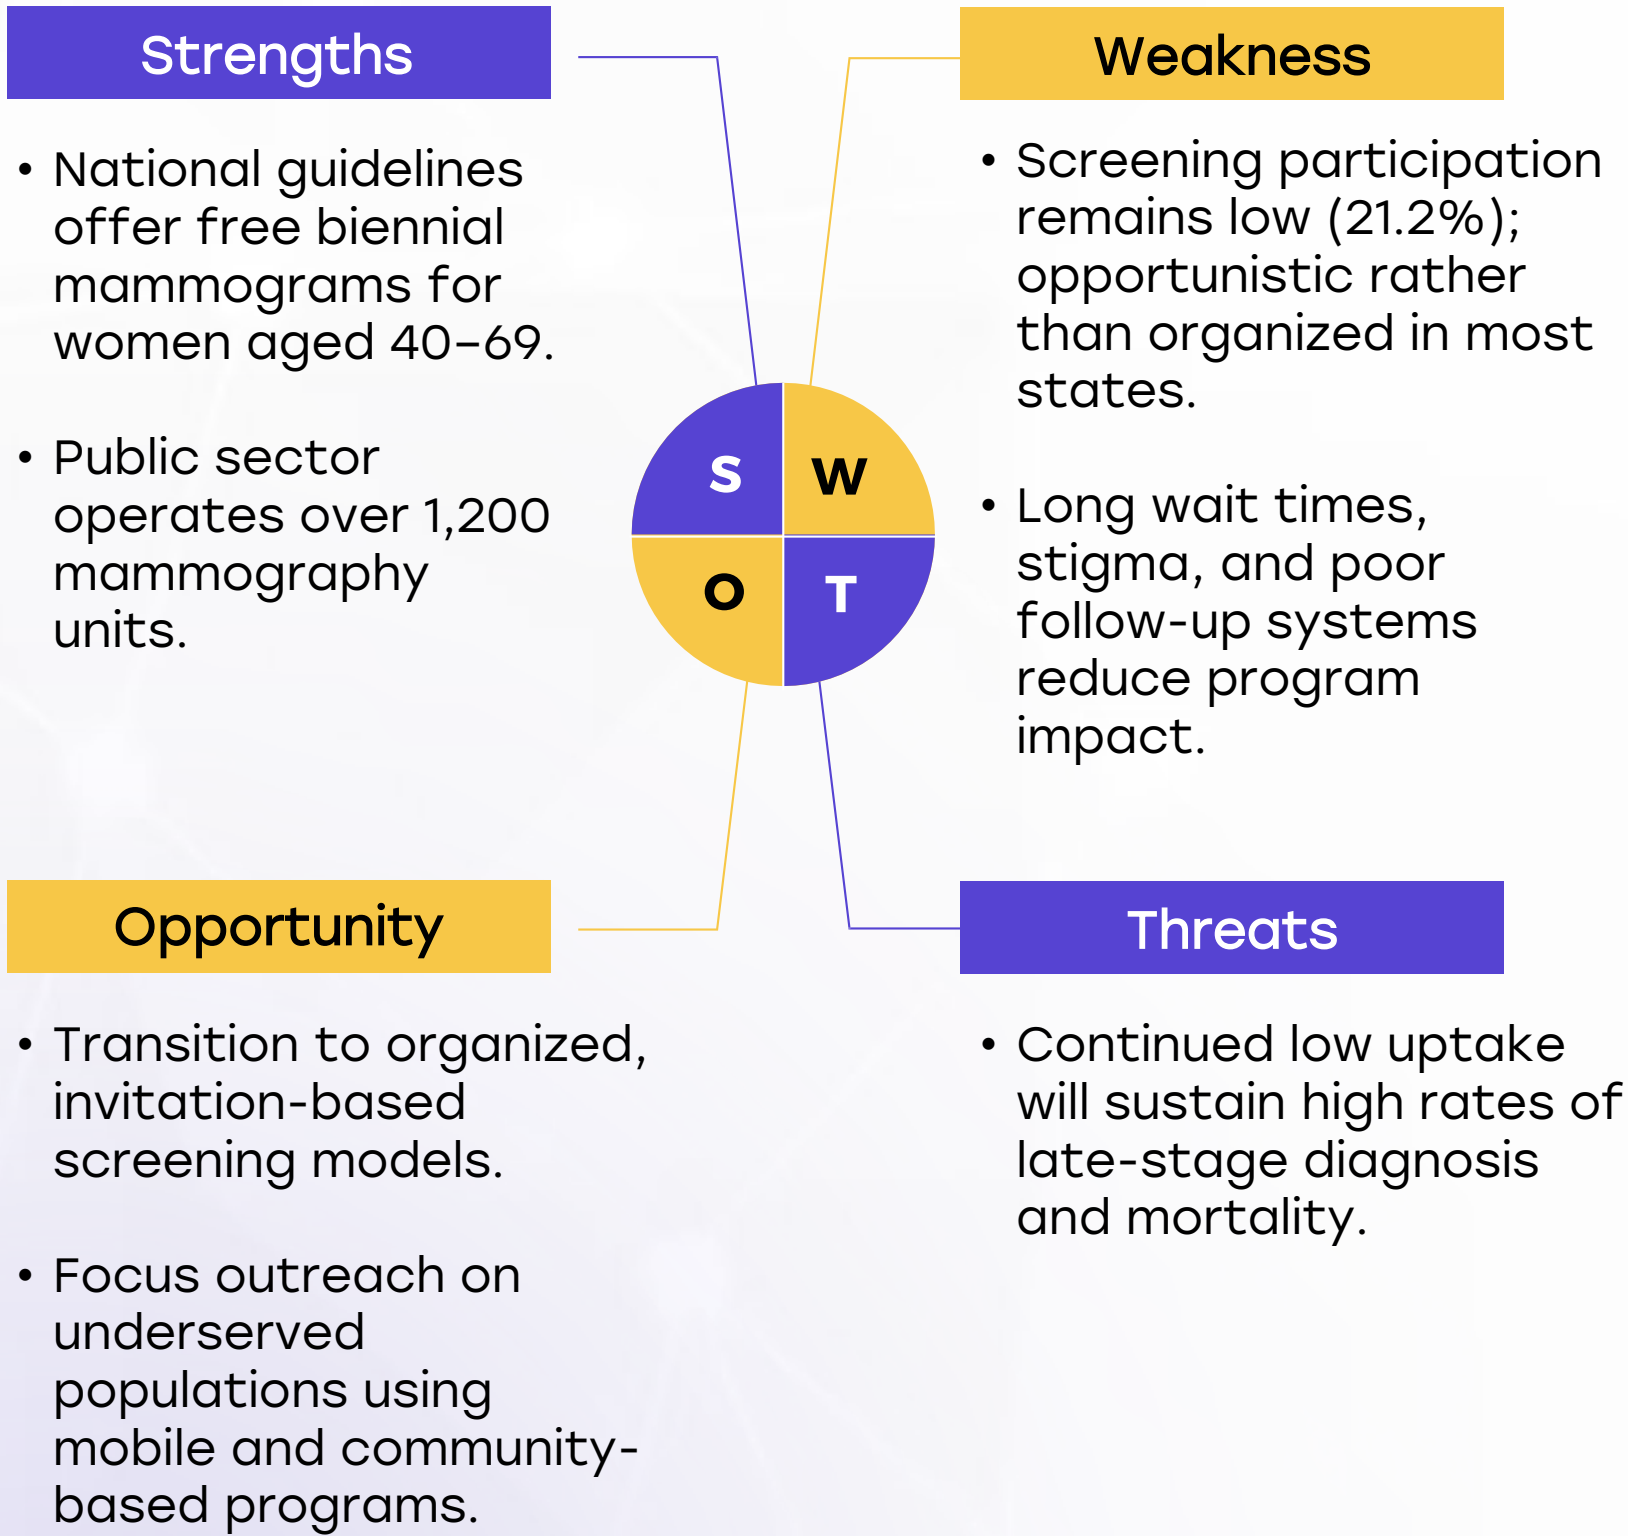 Strengths
• National guidelines
offer free biennial
mammograms for
women aged 40–69.
• Public sector
operates over 1,200
mammography
units.
Weakness
• Screening participation
remains low (21.2%);
opportunistic rather
than organized in most
states.
• Long wait times,
stigma, and poor
follow-up systems
reduce program
impact.
S
W
O
T
Opportunity
• Transition to organized,
invitation-based
screening models.
• Focus outreach on
underserved
populations using
mobile and community-
based programs.
Threats
• Continued low uptake
will sustain high rates of
late-stage diagnosis
and mortality.